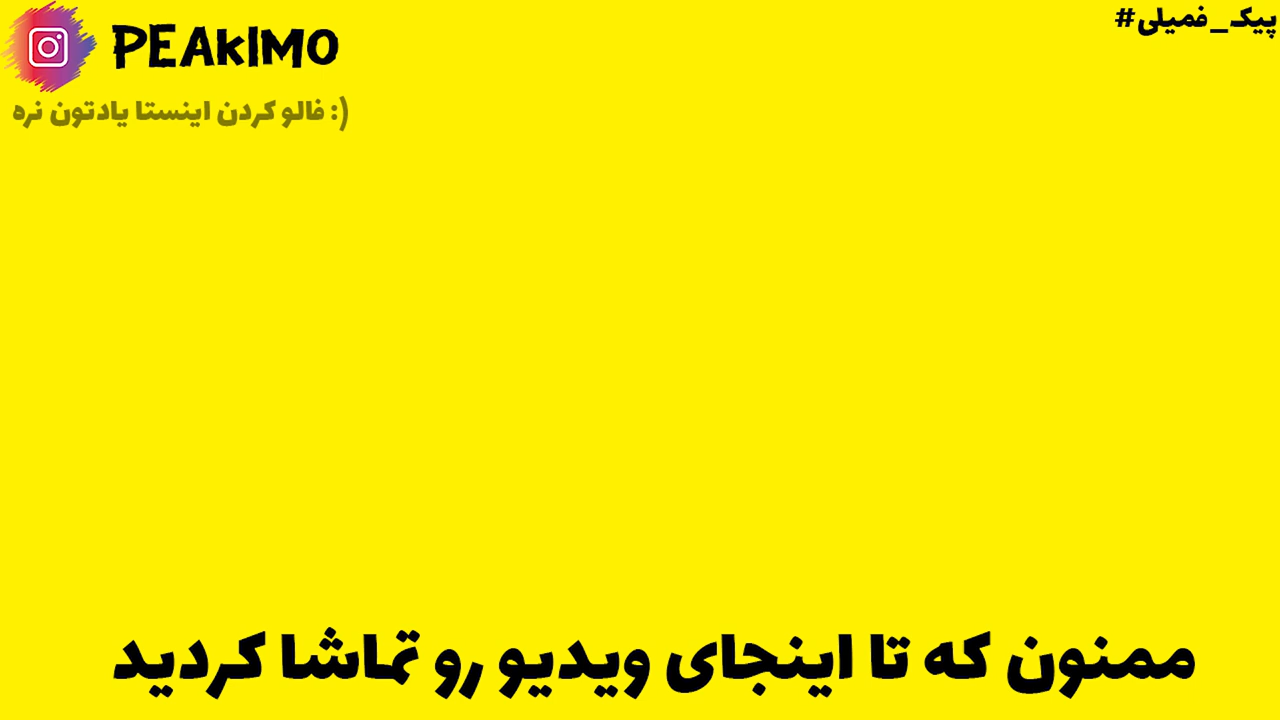 PEAkIMO
فالو کردن اینستا یادتون نره :)
#پیک_فمیلی
ممنون که تا اینجای ویدیو رو تماشا کردید